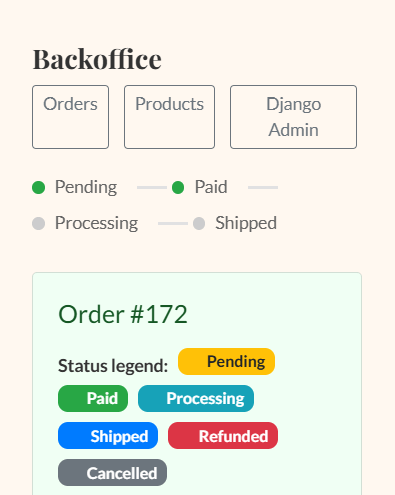 Backoffice
Orders Products Django
Admin
Pending Paid
Processing Shipped
Order #172
Status legend: Pending
Paid Processing
Shipped Refunded
Cancelled